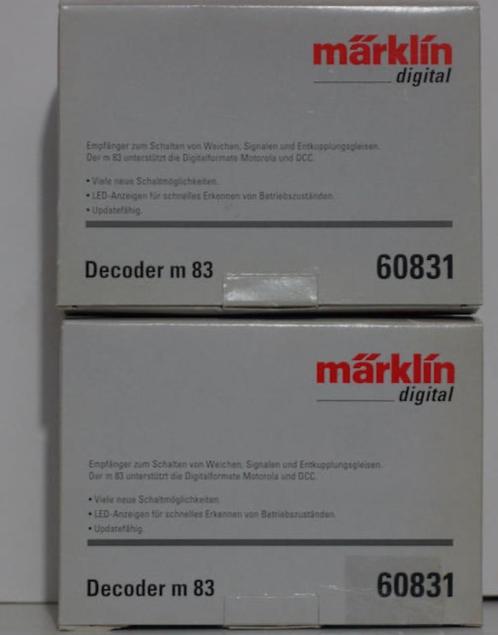 märklín
digital
Empfänger zum Schalten von Weichen, Signalen und Entkupplungsgleisen.
Der m 83 unterstützt die Digitalformate Motorola und DCC.
• Viele neue Schaltmöglichkeiten.
• LED-Anzeigen für schnelles Erkennen von Betriebszuständen.
• Updatefähig.
Decoder m 83 60831
märklín
digital
Empfänger zum Schalten von Weichen, Signalen und Entkupplungsgleisen.
Der m 83 unterstützt die Digitalformate Motorola und DCC.
• Viele neue Schaltmöglichkeiten.
• LED-Anzeigen für schnelles Erkennen von Betriebszuständen.
• Updatefähig.
Decoder m 83 60831